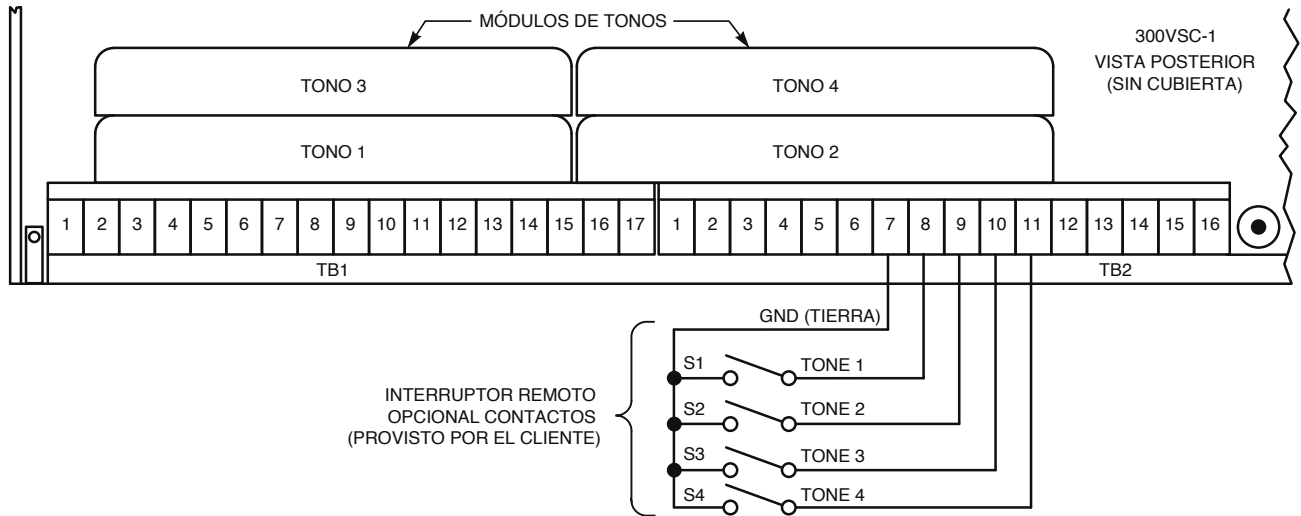 MÓDULOS DE TONOS
300VSC-1
VISTA POSTERIOR
(SIN CUBIERTA)
TONO 3
TONO 4
TONO 1
TONO 2
1 2 3 4 5 6 7 8 9 10 11 12 13 14 15 16 17
1 2 3 4 5 6 7 8 9 10 11 12 13 14 15 16
TB1
TB2
GND (TIERRA)
S1 TONE 1
INTERRUPTOR REMOTO
OPCIONAL CONTACTOS
(PROVISTO POR EL CLIENTE)
S2 TONE 2
S3 TONE 3
S4 TONE 4